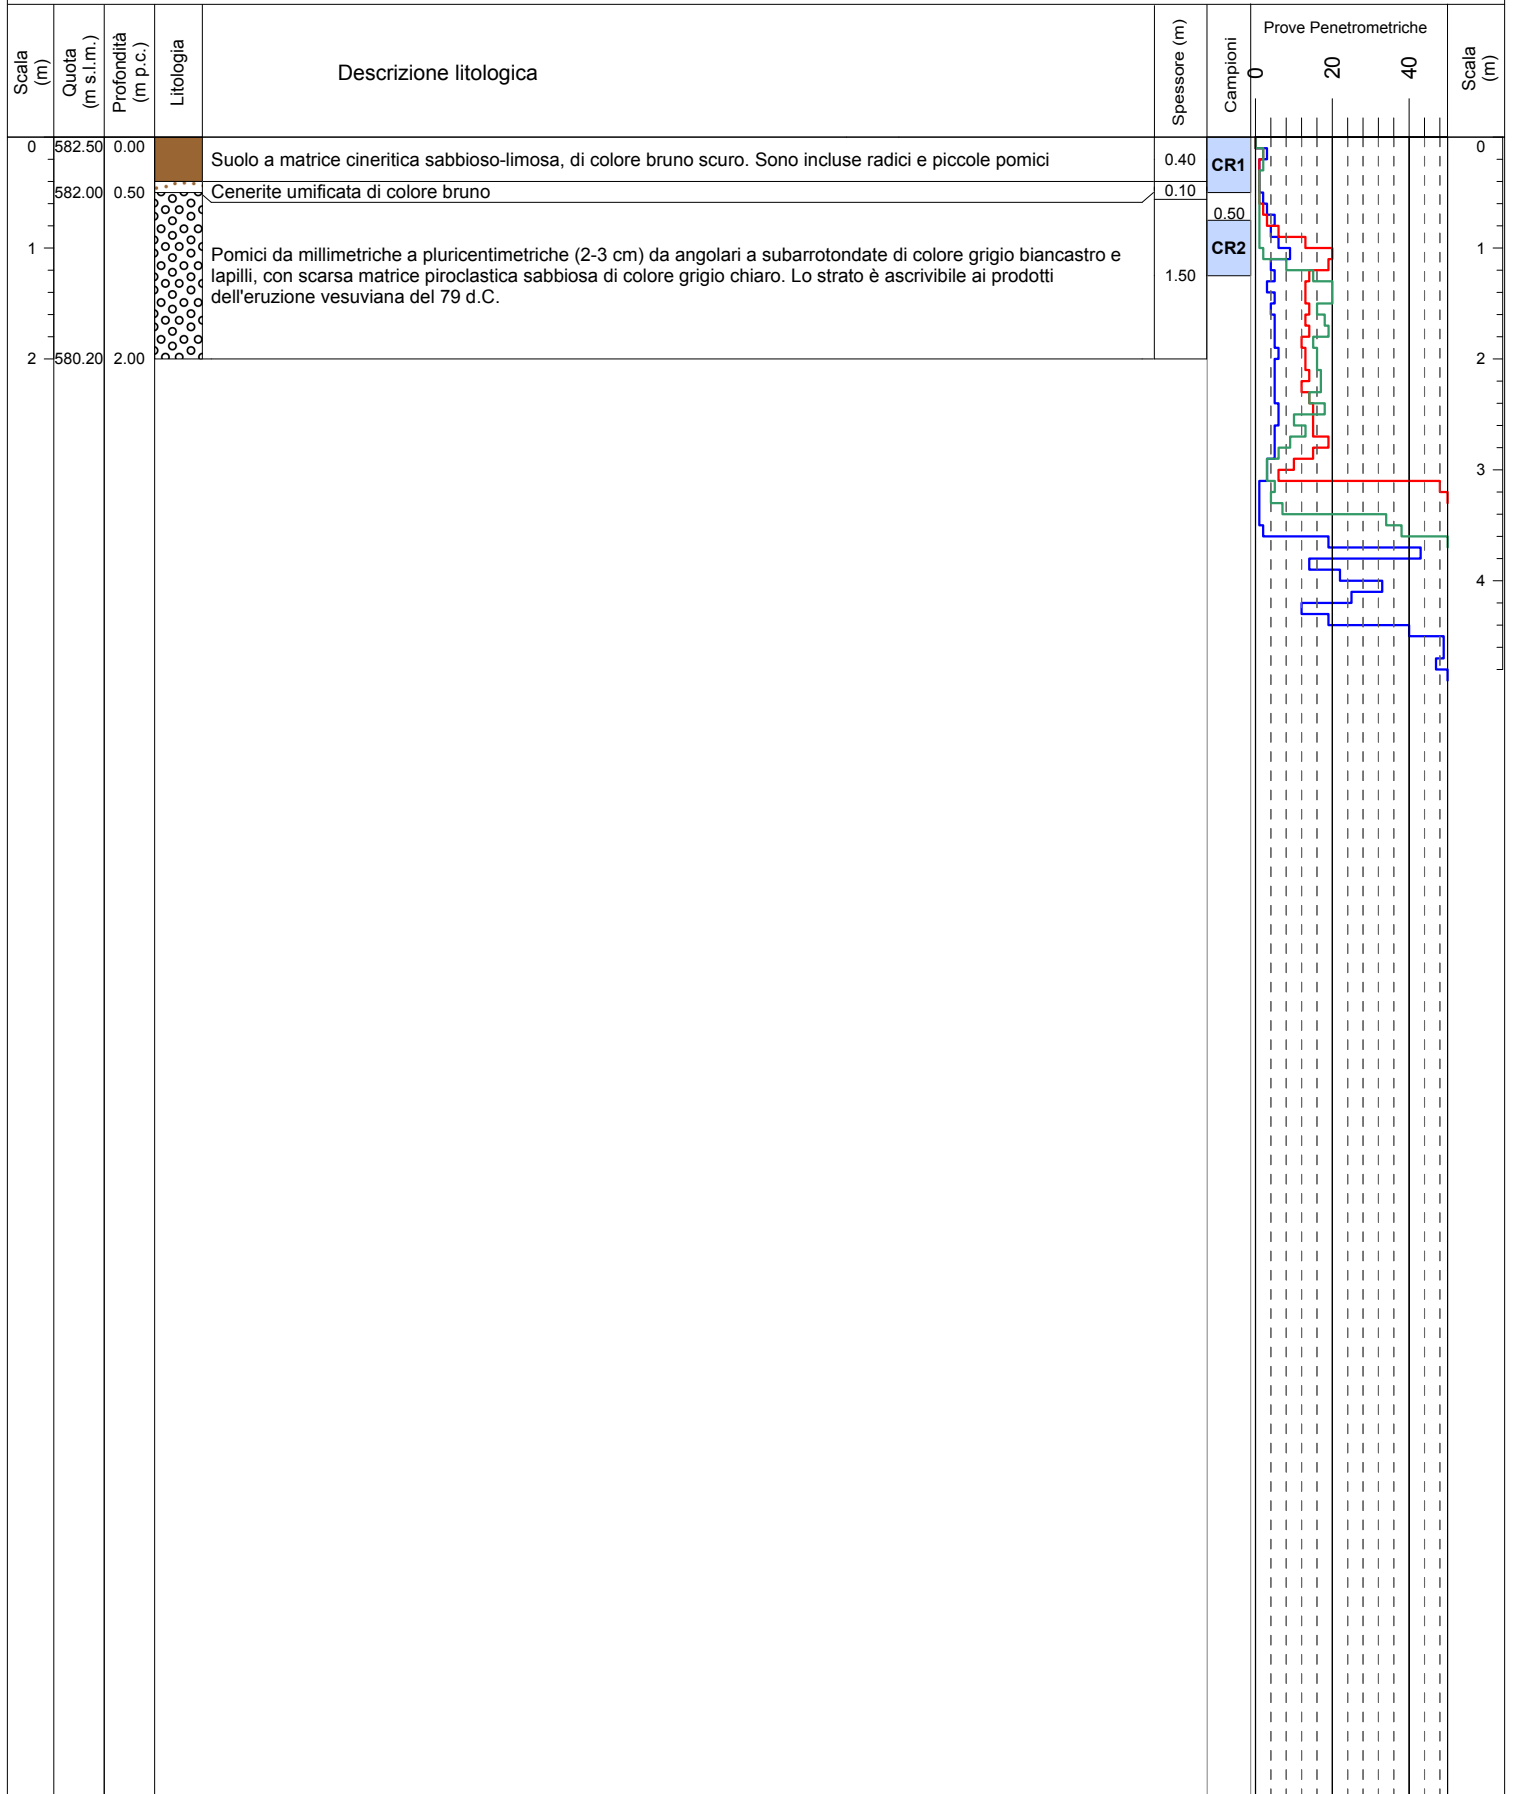 Scala
(m)
Quota
(m s.l.m.)
Profondità
(m p.c.)
Litologia
Descrizione litologica
Spessore (m)
Campioni
Prove Penetrometriche
0 20 40
Scala
(m)
0 582.50 0.00 Suolo a matrice cineritica sabbioso-limosa, di colore bruno scuro. Sono incluse radici e piccole pomici 0.40 CR1 0
582.00 0.50 Cenerite umificata di colore bruno 0.10
0.50
1 Pomici da millimetriche a pluricentimetriche (2-3 cm) da angolari a subarrotondate di colore grigio biancastro e CR2 1
lapilli, con scarsa matrice piroclastica sabbiosa di colore grigio chiaro. Lo strato è ascrivibile ai prodotti 1.50
dell'eruzione vesuviana del 79 d.C.
2 580.20 2.00 2
3
4